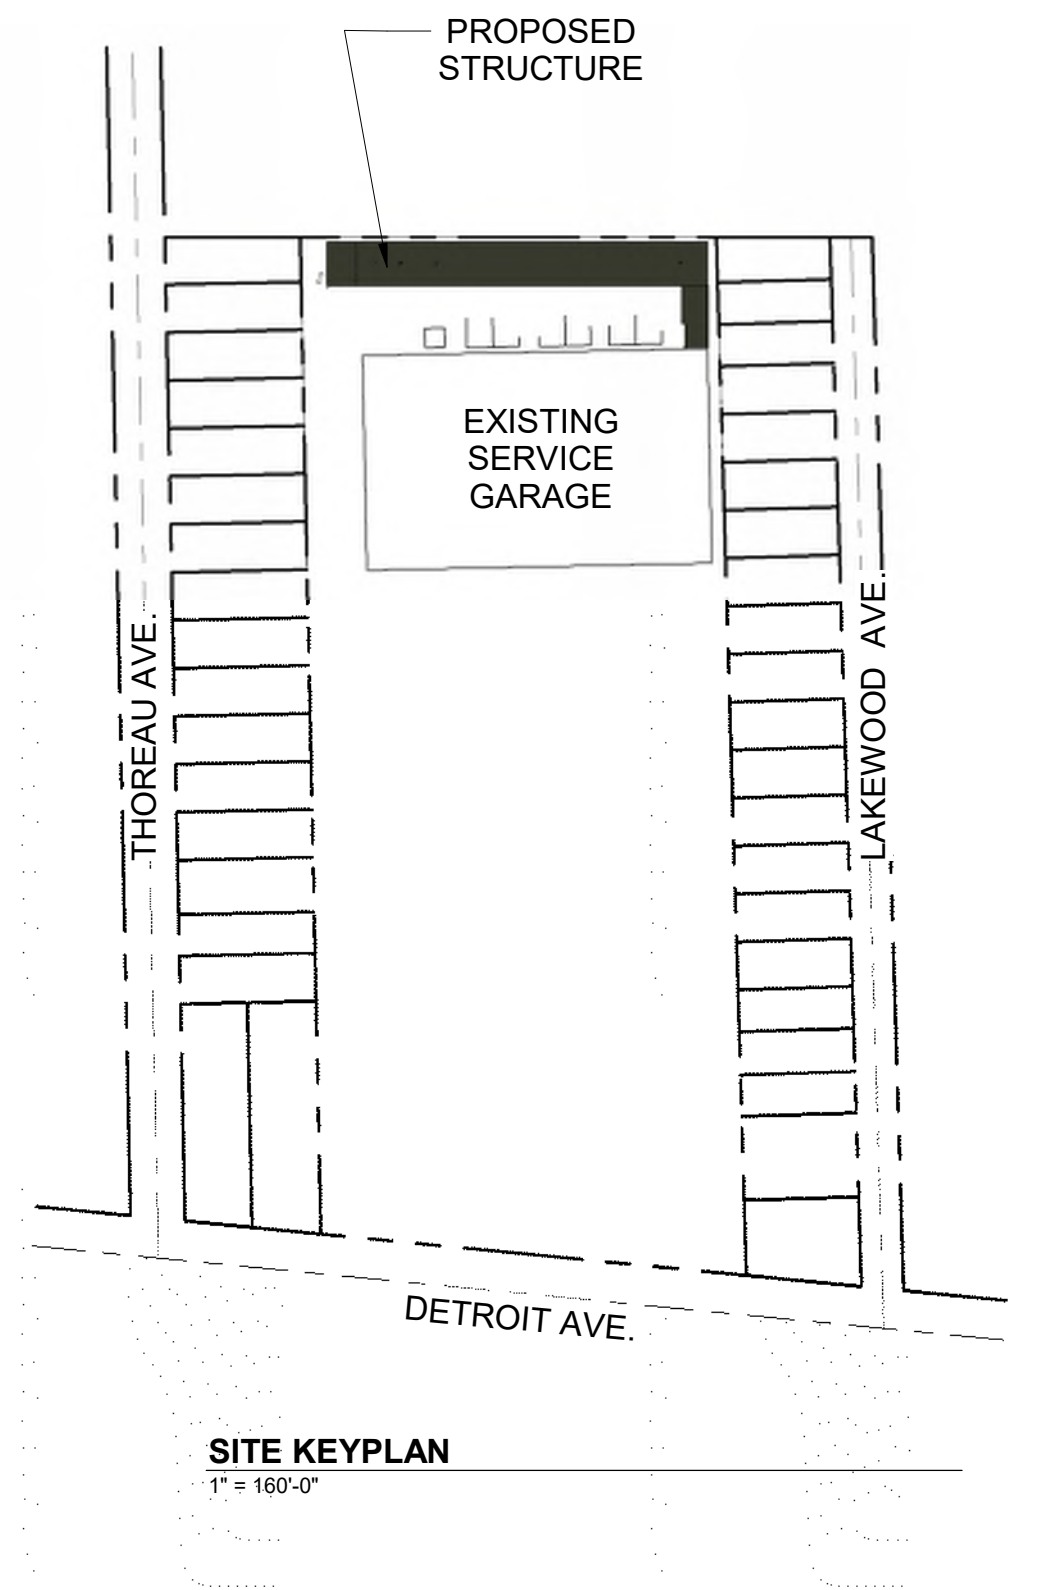 PROPOSED
STRUCTURE
EXISTING
SERVICE
GARAGE
THOREAU AVE.
LAKEWOOD AVE.
DETROIT AVE.
SITE KEYPLAN
1" = 160'-0"